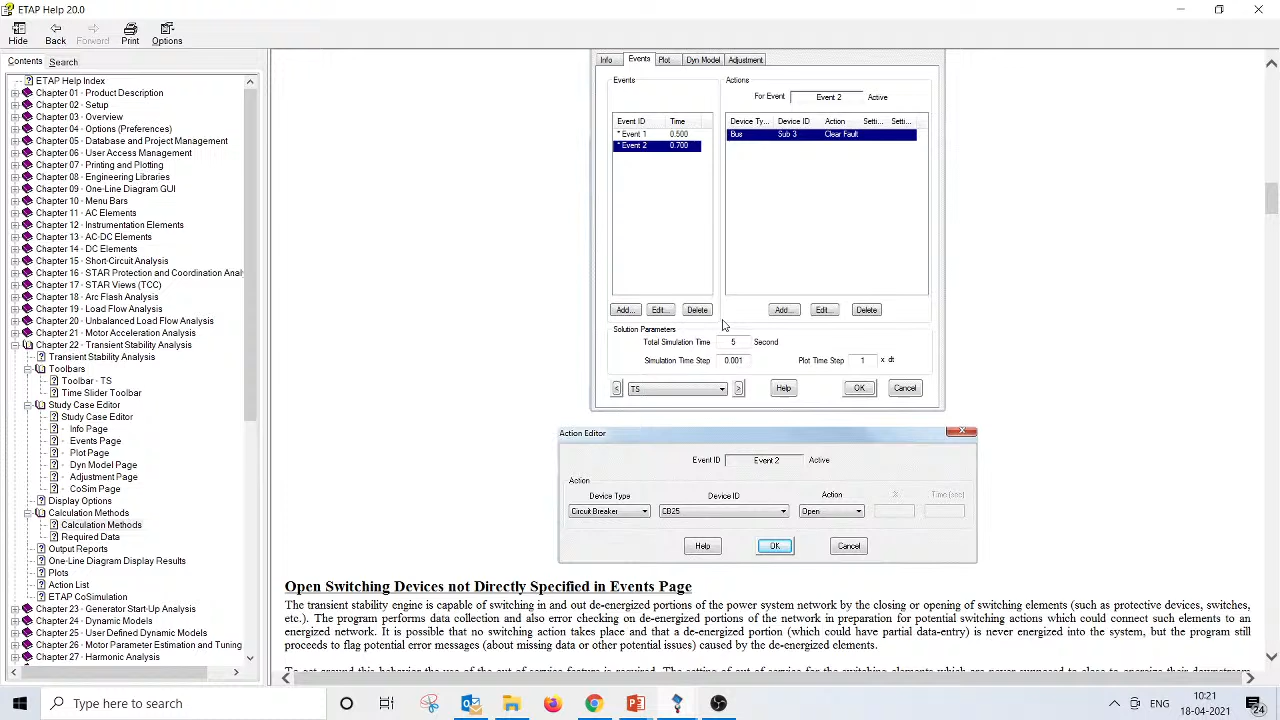 ETAP Help 20.0
Hide Back Forward Print Options
Contents Search
ETAP Help Index
Chapter 01 - Product Description
Chapter 02 - Setup
Chapter 03 - Overview
Chapter 04 - Options (Preferences)
Chapter 05 - Database and Project Management
Chapter 06 - User Access Management
Chapter 07 - Printing and Plotting
Chapter 08 - Engineering Libraries
Chapter 09 - One-Line Diagram GUI
Chapter 10 - Menu Bars
Chapter 11 - AC Elements
Chapter 12 - Instrumentation Elements
Chapter 13 - AC-DC Elements
Chapter 14 - DC Elements
Chapter 15 - Short-Circuit Analysis
Chapter 16 - STAR Protection and Coordination Anal
Chapter 17 - STAR Views (TCC)
Chapter 18 - Arc Flash Analysis
Chapter 19 - Load Flow Analysis
Chapter 20 - Unbalanced Load Flow Analysis
Chapter 21 - Motor Acceleration Analysis
Chapter 22 - Transient Stability Analysis
Transient Stability Analysis
Toolbars
Toolbar - TS
Time Slider Toolbar
Study Case Editor
Study Case Editor
- Info Page
- Events Page
- Plot Page
- Dyn Model Page
- Adjustment Page
- CoSim Page
Display Options
Calculation Methods
Calculation Methods
Required Data
Output Reports
One-Line Diagram Display Results
Plots
Action List
ETAP CoSimulation
Chapter 23 - Generator Start-Up Analysis
Chapter 24 - Dynamic Models
Chapter 25 - User Defined Dynamic Models
Chapter 26 - Motor Parameter Estimation and Tuning
Chapter 27 - Harmonic Analysis
Info Events Plot Dyn Model Adjustment
Events Actions
For Event Event 2 Active
Event ID Time
* Event 1 0.500
* Event 2 0.700
Device Ty... Device ID Action Setti... Setti...
Bus Sub 3 Clear Fault
Add... Edit... Delete Add... Edit... Delete
Solution Parameters
Total Simulation Time 5 Second
Simulation Time Step 0.001 Plot Time Step 1 x dt
< TS > Help OK Cancel
Action Editor
Event ID Event 2 Active
Action
Device Type Device ID Action % Time (sec)
Circuit Breaker CB25 Open
Help OK Cancel
Open Switching Devices not Directly Specified in Events Page
The transient stability engine is capable of switching in and out de-energized portions of the power system network by the closing or opening of switching elements (such as protective devices, switches,
etc.). The program performs data collection and also error checking on de-energized portions of the network in preparation for potential switching actions which could connect such elements to an
energized network. It is possible that no switching action takes place and that a de-energized portion (which could have partial data-entry) is never energized into the system, but the program still
proceeds to flag potential error messages (about missing data or other potential issues) caused by the de-energized elements.
Type here to search
ENG
10:21
18-04-2021
24